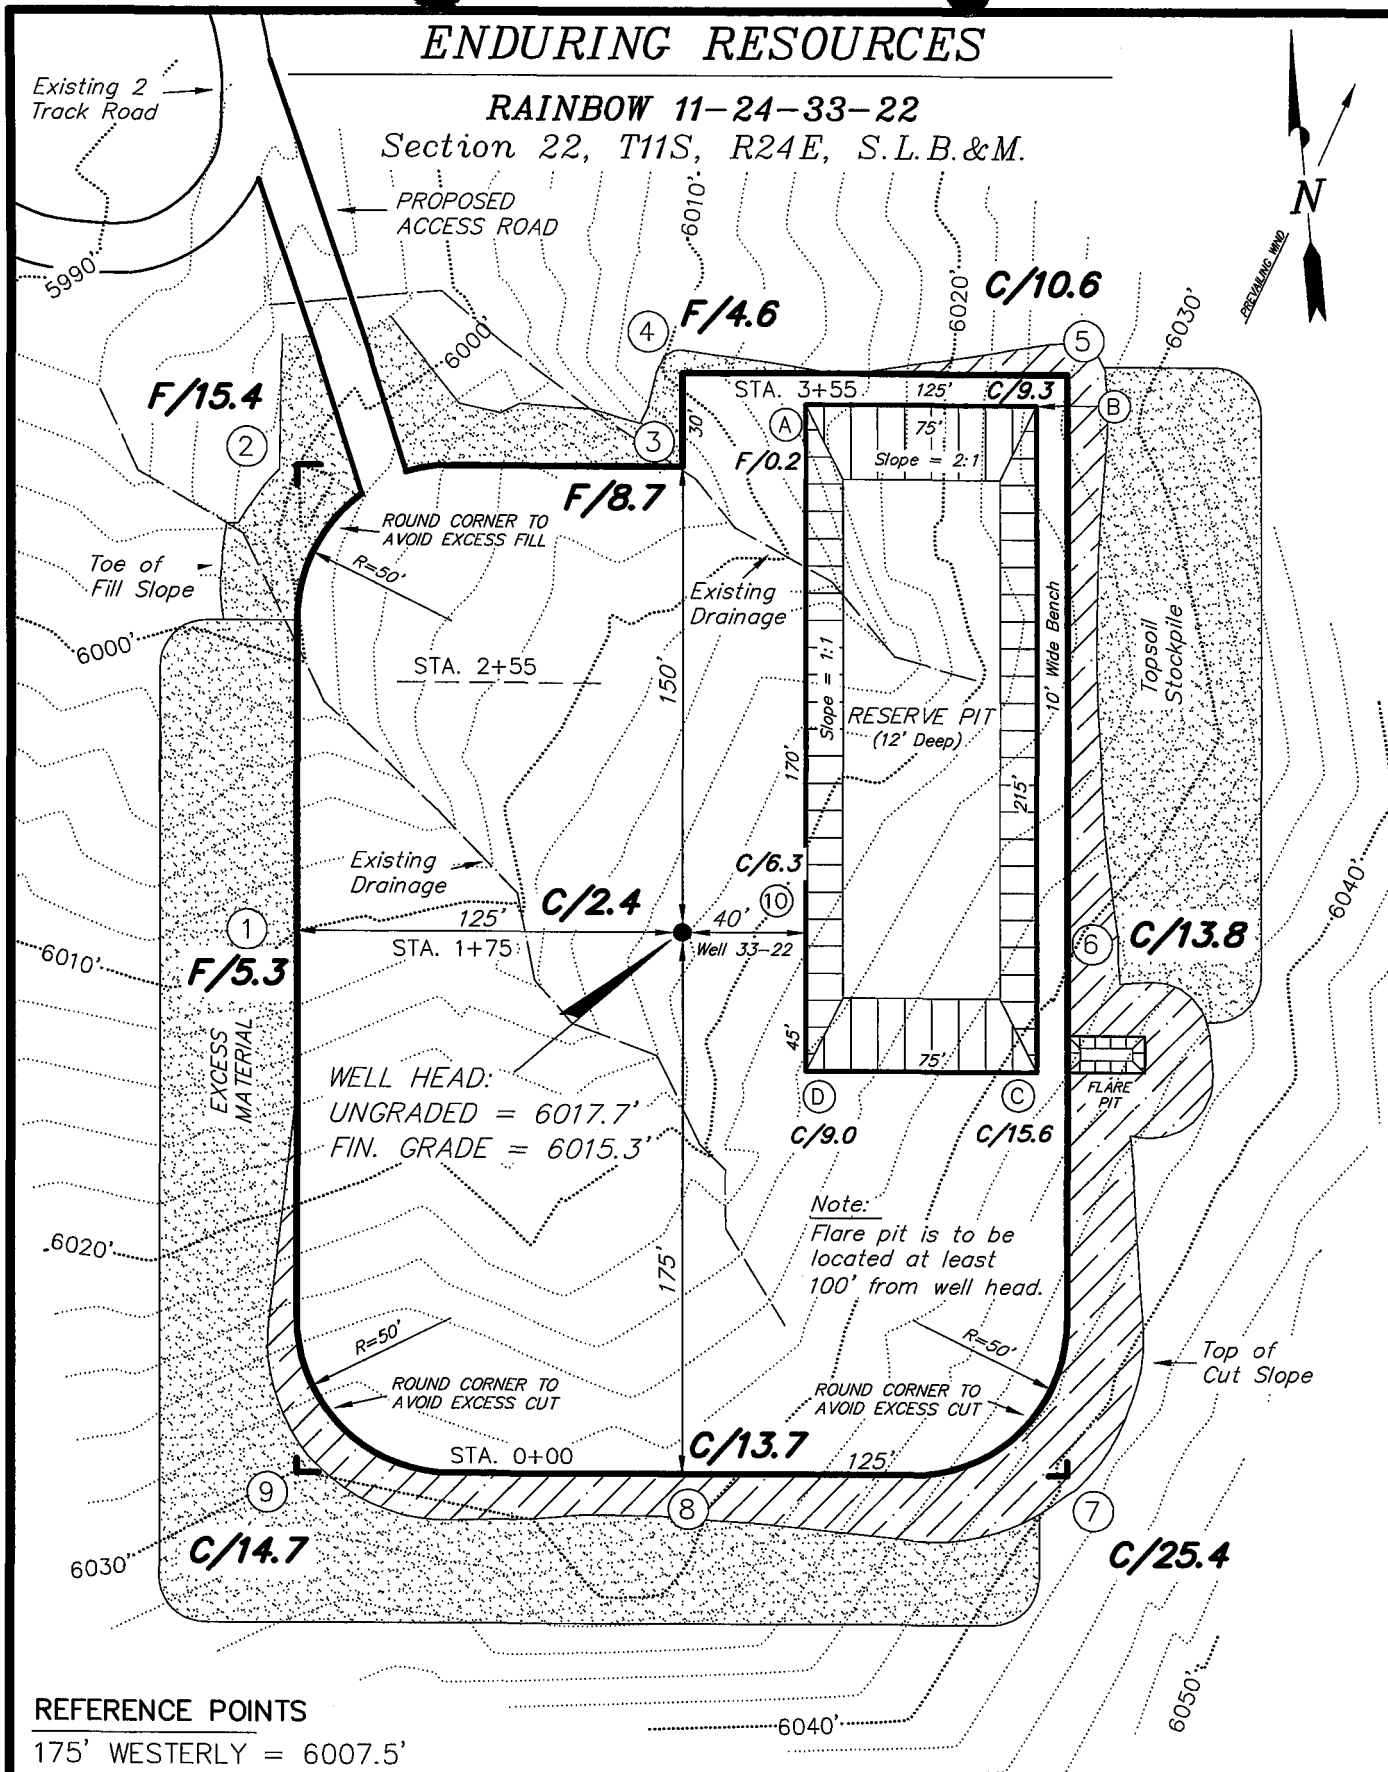 ENDURING RESOURCES
RAINBOW 11-24-33-22
Section 22, T11S, R24E, S.L.B.&M.
Existing 2
Track Road
PROPOSED
ACCESS ROAD
6010'
5990'
6000'
6020'
6030'
N
PREVAILING WIND
C/10.6
F/4.6
4
5
F/15.4
2
3
STA. 3+55
125'
C/9.3
B
A
30'
75'
F/0.2
Slope = 2:1
F/8.7
ROUND CORNER TO
AVOID EXCESS FILL
R=50'
Toe of
Fill Slope
Existing
Drainage
6000'
STA. 2+55
150'
Slope = 1:1
10' Wide Bench
Topsoil
Stockpile
RESERVE PIT
(12' Deep)
170'
215'
Existing
Drainage
C/6.3
10
C/2.4
125'
STA. 1+75
40'
Well 33-22
1
F/5.3
6
C/13.8
6040'
6010'
EXCESS
MATERIAL
45'
75'
FLARE
PIT
D
C
C/9.0
C/15.6
WELL HEAD:
UNGRADED = 6017.7'
FIN. GRADE = 6015.3'
Note:
Flare pit is to be
located at least
100' from well head.
6020'
175'
R=50'
R=50'
ROUND CORNER TO
AVOID EXCESS CUT
ROUND CORNER TO
AVOID EXCESS CUT
Top of
Cut Slope
STA. 0+00
C/13.7
125'
9
8
7
C/14.7
C/25.4
6030'
6040'
6050'
REFERENCE POINTS
175' WESTERLY = 6007.5'